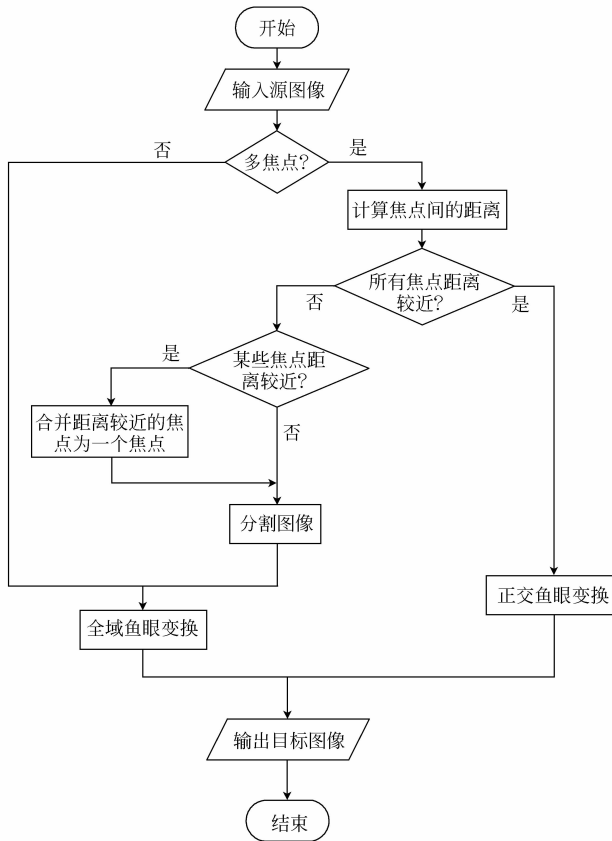 开始
输入源图像
否
多焦点?
是
计算焦点间的距离
所有焦点距离
较近?
否
是
某些焦点距
离较近?
是
合并距离较近的焦
点为一个焦点
否
分割图像
正交鱼眼变换
全域鱼眼变换
输出目标图像
结束